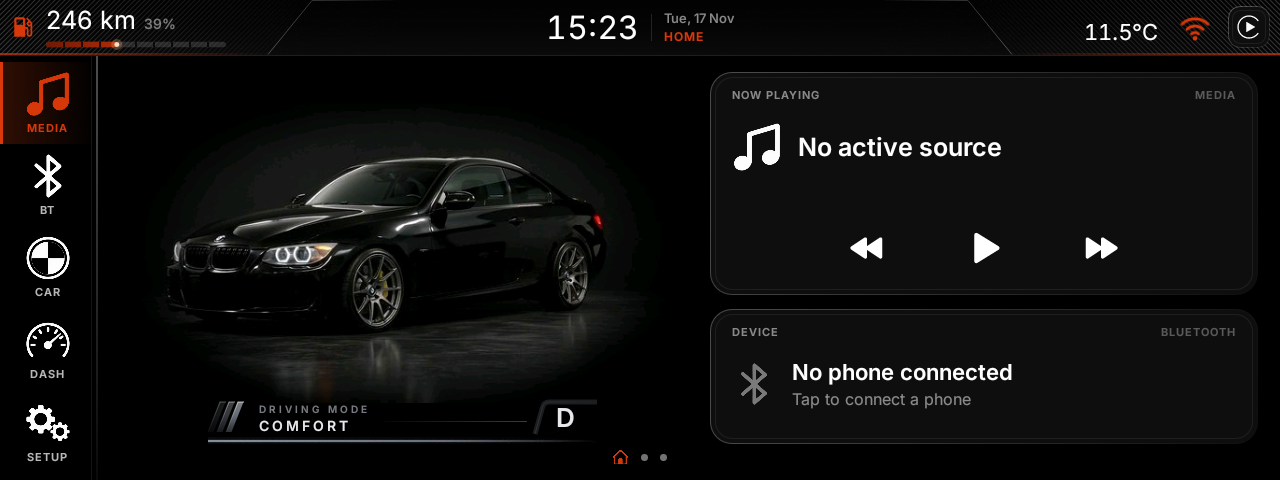 246 km 39%
15:23
Tue, 17 Nov
HOME
11.5°C
MEDIA
BT
CAR
DASH
SETUP
DRIVING MODE
COMFORT
D
NOW PLAYING
MEDIA
No active source
DEVICE
BLUETOOTH
No phone connected
Tap to connect a phone